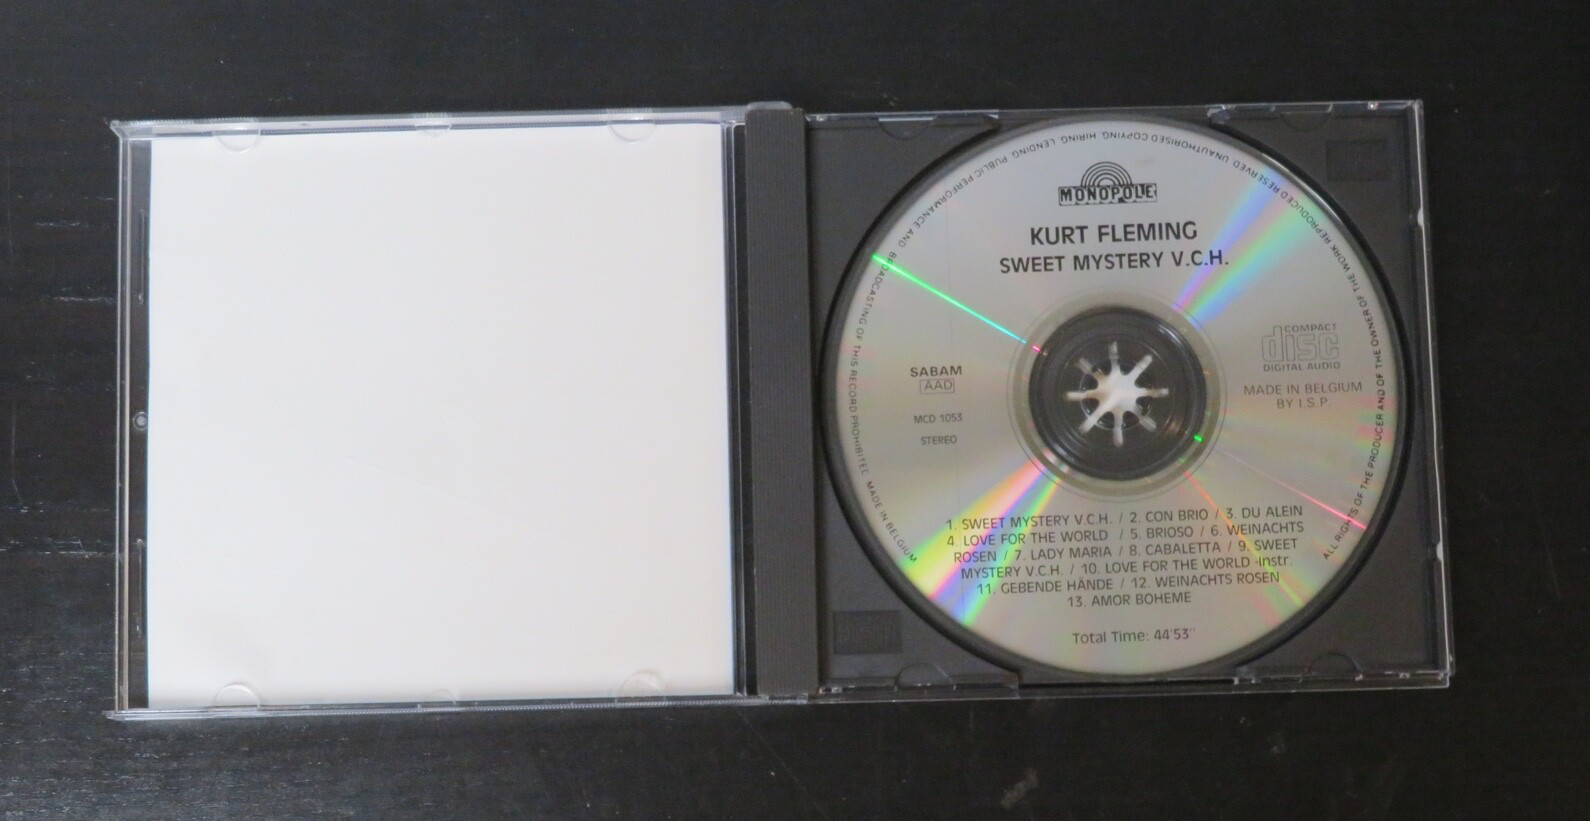 MONOPOLE
KURT FLEMING
SWEET MYSTERY V.C.H.
COMPACT
disc
DIGITAL AUDIO
MADE IN BELGIUM
BY I.S.P.
SABAM
AAD
MCD 1053
STEREO
1. SWEET MYSTERY V.C.H. / 2. CON BRIO / 3. DU ALEIN
4. LOVE FOR THE WORLD / 5. BRIOSO / 6. WEINACHTS
ROSEN / 7. LADY MARIA / 8. CABALETTA / 9. SWEET
MYSTERY V.C.H. / 10. LOVE FOR THE WORLD -Instr.
11. GEBENDE HÄNDE / 12. WEINACHTS ROSEN
13. AMOR BOHEME
Total Time: 44'53''
ALL RIGHTS OF THE PRODUCER AND OF THE OWNER OF THE WORK REPRODUCED RESERVED UNAUTHORISED COPYING HIRING LENDING PUBLIC PERFORMANCE AND BROADCASTING OF THIS RECORD PROHIBITED MADE IN BELGIUM